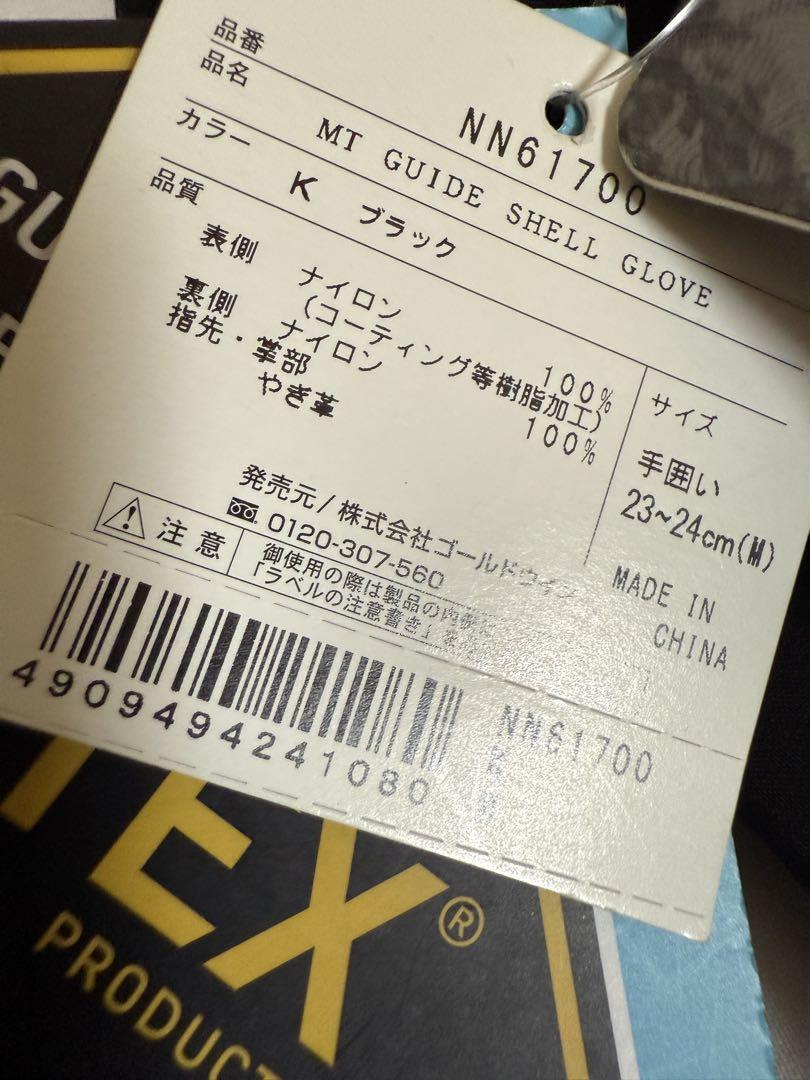 品番
NN61700
品名
MT GUIDE SHELL GLOVE
カラー
K ブラック
品質
表側 ナイロン 100%
(コーティング等樹脂加工)
裏側 ナイロン 100%
指先・掌部
やぎ革
サイズ
手囲い
23~24cm(M)
MADE IN
CHINA
発売元/株式会社ゴールドウイン
0120-307-560
注意
御使用の際は製品の内側
「ラベルの注意書き」を
4909494241080
NN61700
K
GU
TEX®
PRODUCT